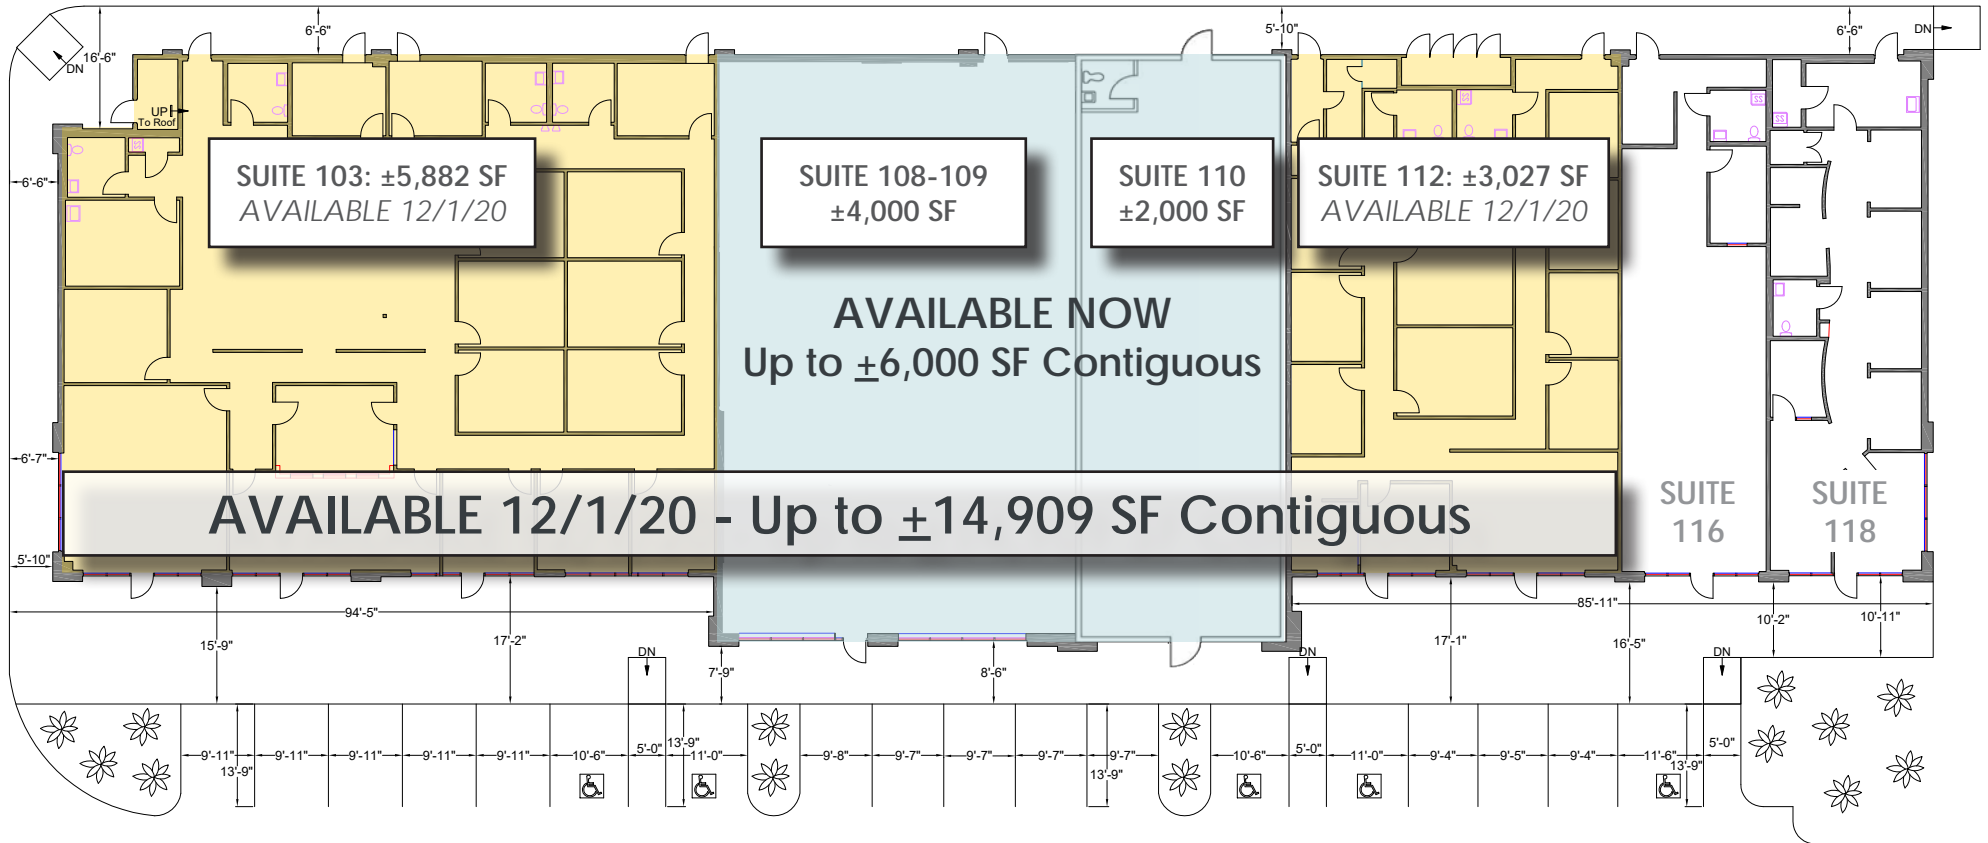 6'-6"
5'-10"
6'-6"
DN
16'-6"
DN
UP
To Roof
6'-6"
SUITE 103: ±5,882 SF
AVAILABLE 12/1/20
SUITE 108-109
±4,000 SF
SUITE 110
±2,000 SF
SUITE 112: ±3,027 SF
AVAILABLE 12/1/20
AVAILABLE NOW
Up to ±6,000 SF Contiguous
6'-7"
AVAILABLE 12/1/20 - Up to ±14,909 SF Contiguous
SUITE
116
SUITE
118
5'-10"
94'-5"
85'-11"
15'-9"
17'-2"
DN
7'-9"
8'-6"
DN
17'-1"
16'-5"
10'-2"
10'-11"
DN
9'-11"
9'-11"
9'-11"
9'-11"
9'-11"
10'-6"
5'-0"
11'-0"
9'-8"
9'-7"
9'-7"
9'-7"
9'-7"
10'-6"
5'-0"
11'-0"
9'-4"
9'-5"
9'-4"
11'-6"
5'-0"
13'-9"
13'-9"
13'-9"
13'-9"